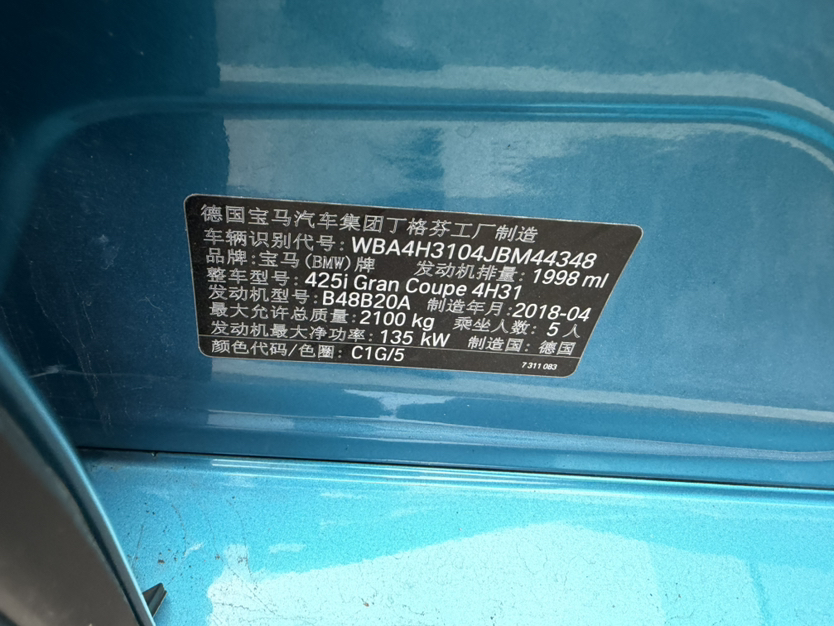 德国宝马汽车集团丁格芬工厂制造
车辆识别代号: WBA4H3104JBM44348
品牌: 宝马(BMW)牌 发动机排量: 1998 ml
整车型号: 425i Gran Coupe 4H31
发动机型号: B48B20A 制造年月: 2018-04
最大允许总质量: 2100 kg 乘坐人数: 5 人
发动机最大净功率: 135 kW 制造国: 德国
颜色代码/色圈: C1G/5 7 311 083